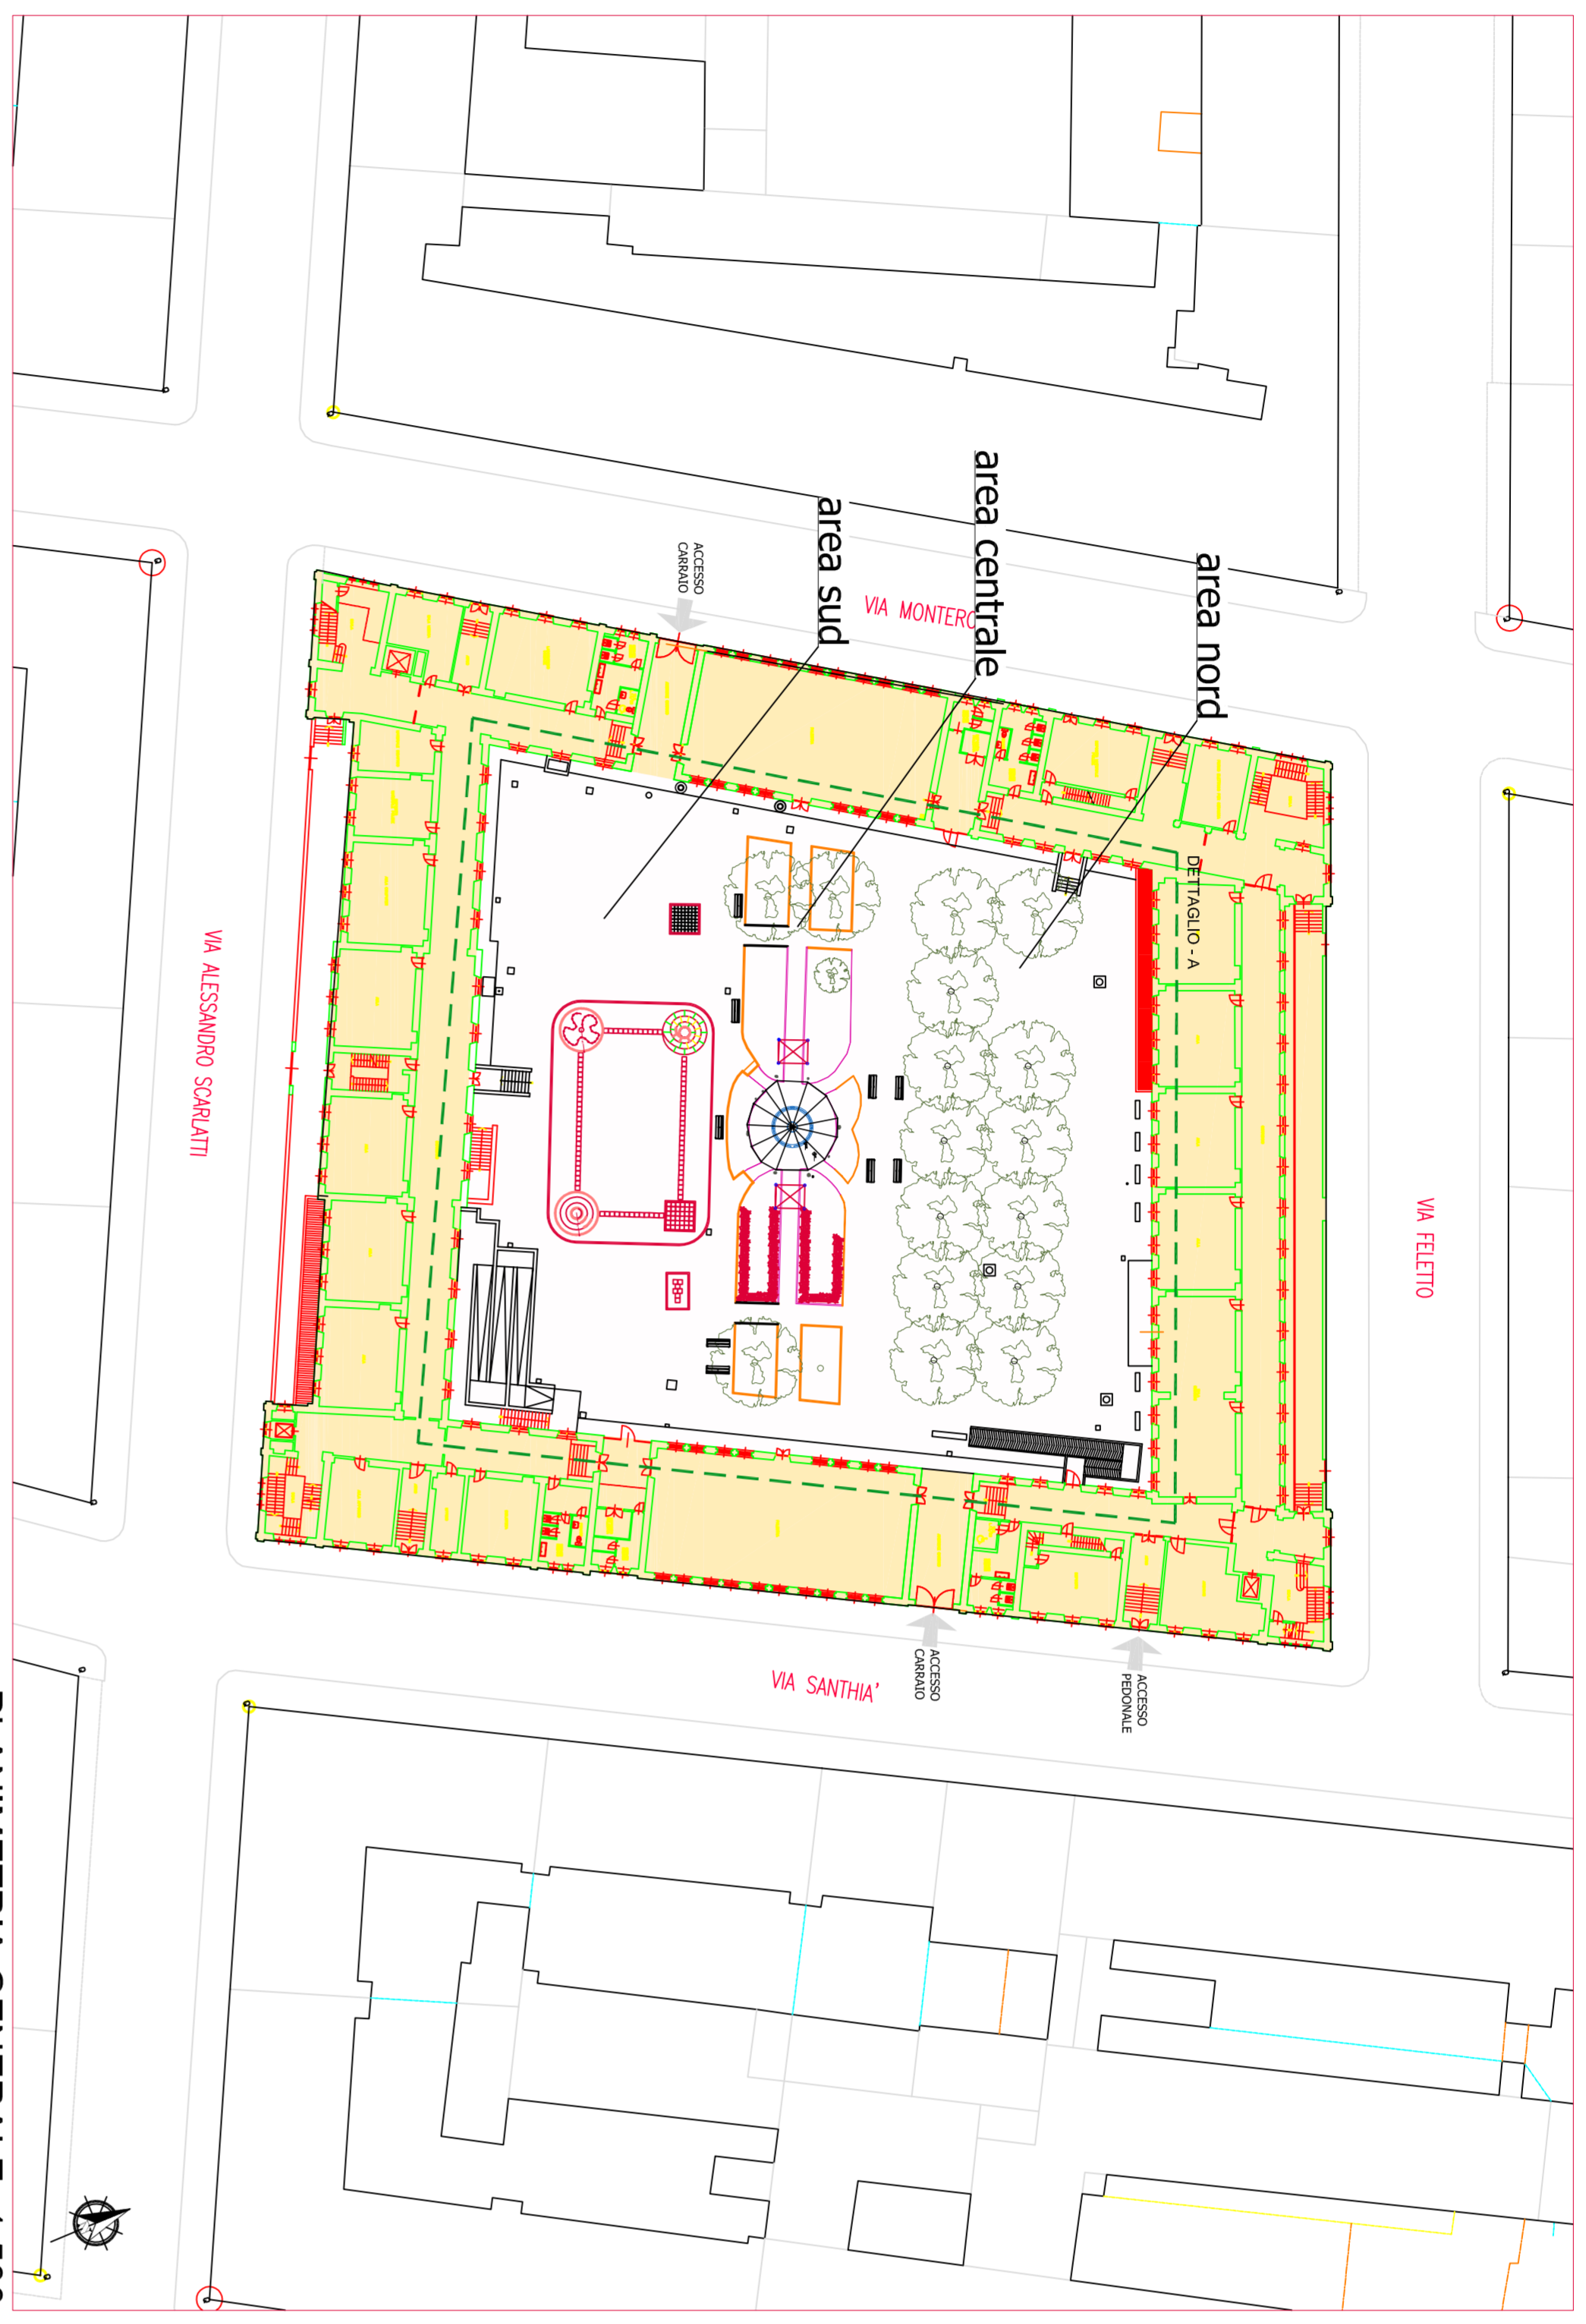 area nord
area centrale
area sud
VIA MONTERO
ACCESSO
CARRAIO
DETTAGLIO - A
VIA FELETTO
VIA ALESSANDRO SCARLATTI
VIA SANTHIA'
ACCESSO
CARRAIO
ACCESSO
PEDONALE